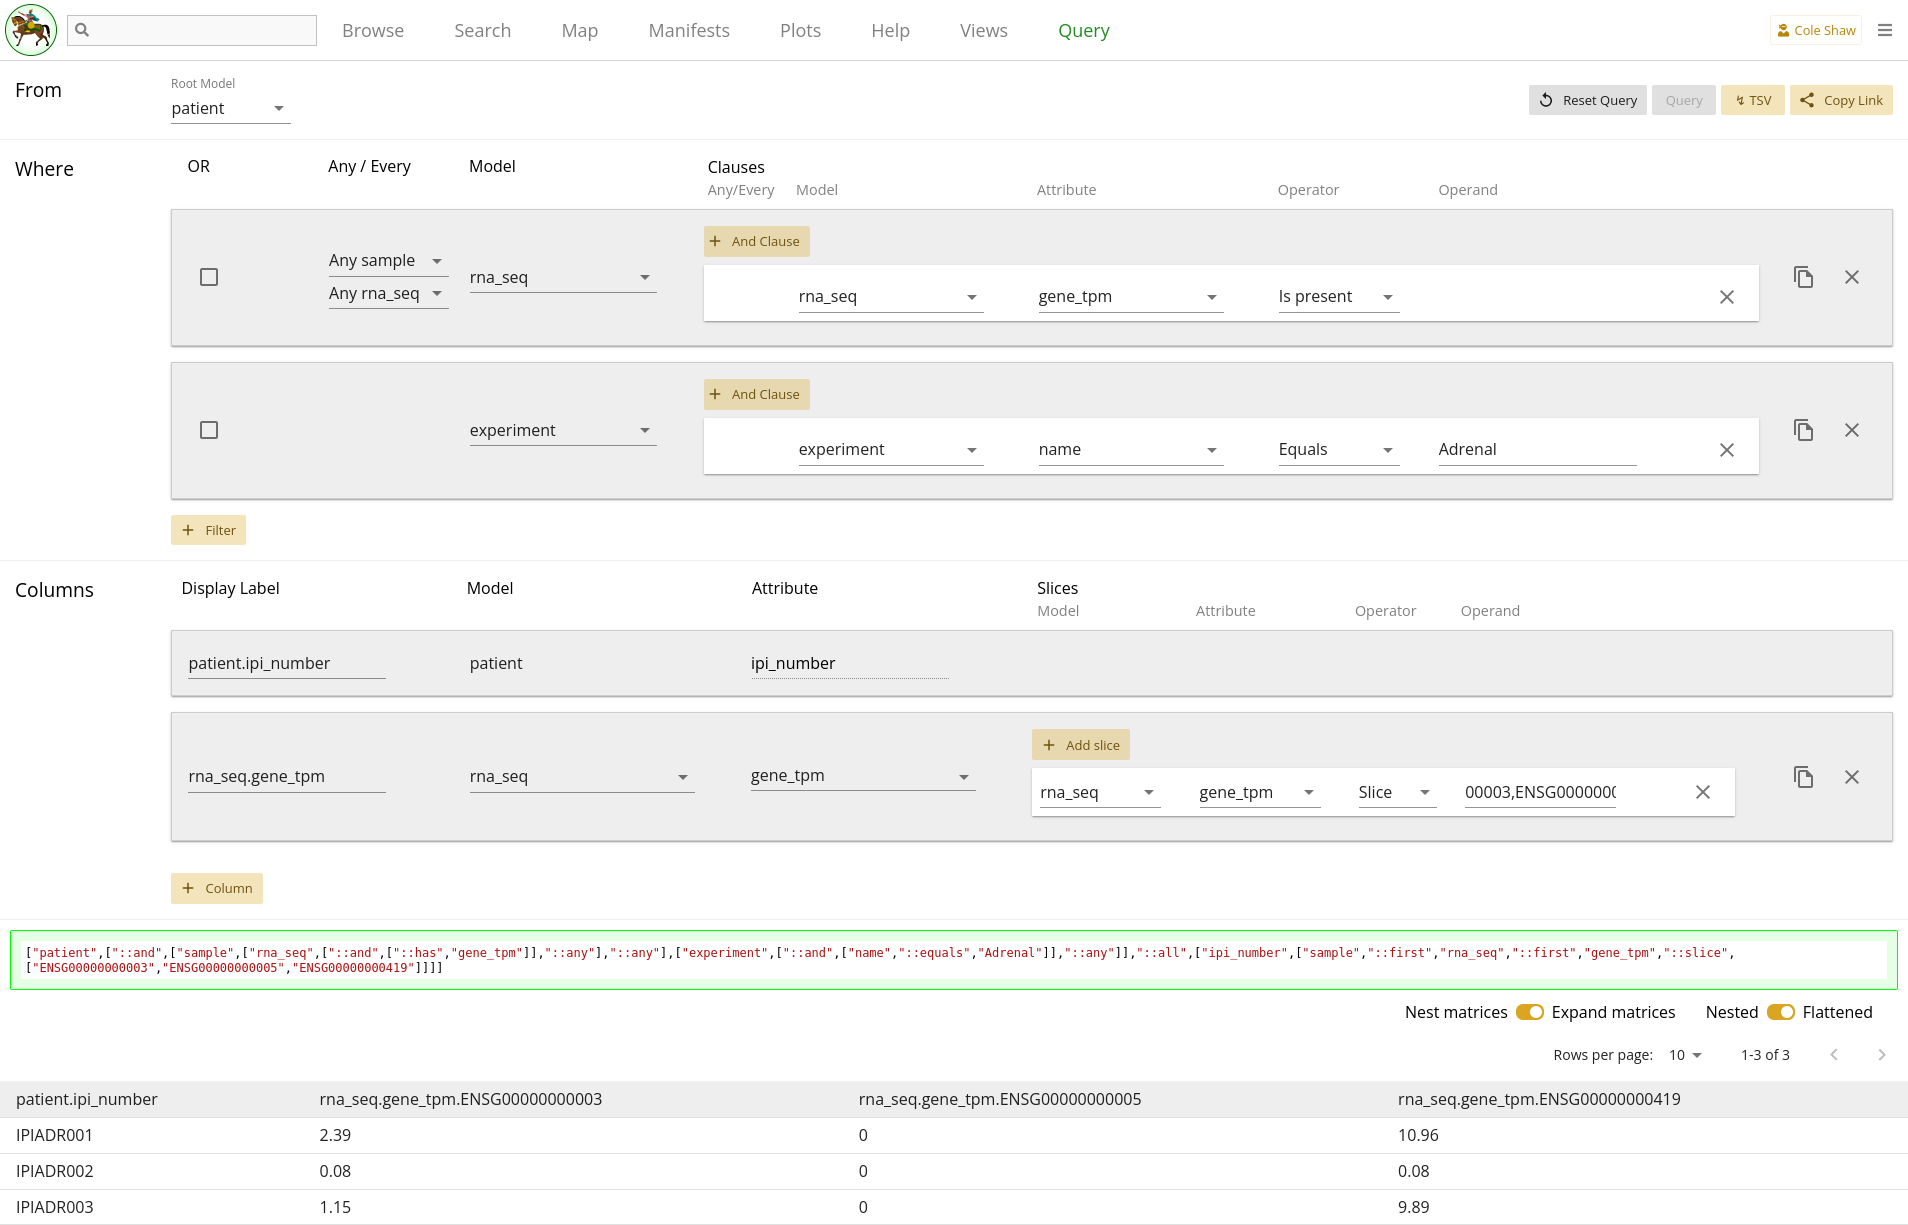 Browse Search Map Manifests Plots Help Views Query Cole Shaw
From
Root Model
patient
Reset Query Query TSV Copy Link
Where
OR Any / Every Model Clauses
Any/Every Model Attribute Operator Operand
And Clause
Any sample
Any rna_seq
rna_seq
rna_seq gene_tpm Is present
And Clause
experiment
experiment name Equals Adrenal
Filter
Columns
Display Label Model Attribute Slices
Model Attribute Operator Operand
patient.ipi_number patient ipi_number
Add slice
rna_seq.gene_tpm rna_seq gene_tpm
rna_seq gene_tpm Slice 00003,ENSG0000000
Column
["patient",["::and",["sample",["rna_seq",["::and",["::has","gene_tpm"]],"::any"],"::any"],["experiment",["::and",["name","::equals","Adrenal"]],"::any"]],"::all",["ipi_number",["sample","::first","rna_seq","::first","gene_tpm","::slice",
["ENSG00000000003","ENSG00000000005","ENSG00000000419"]]]]
Nest matrices Expand matrices Nested Flattened
Rows per page: 10 1-3 of 3
patient.ipi_number rna_seq.gene_tpm.ENSG00000000003 rna_seq.gene_tpm.ENSG00000000005 rna_seq.gene_tpm.ENSG00000000419
IPIADR001 2.39 0 10.96
IPIADR002 0.08 0 0.08
IPIADR003 1.15 0 9.89